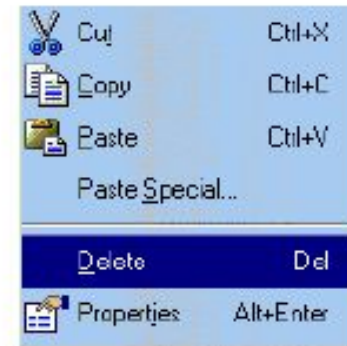 Cut Ctrl+X
Copy Ctrl+C
Paste Ctrl+V
Paste Special...
Delete Del
Properties Alt+Enter